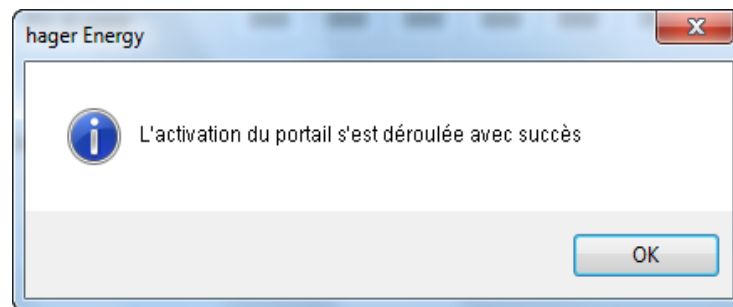 hager Energy
L'activation du portail s'est déroulée avec succès
OK